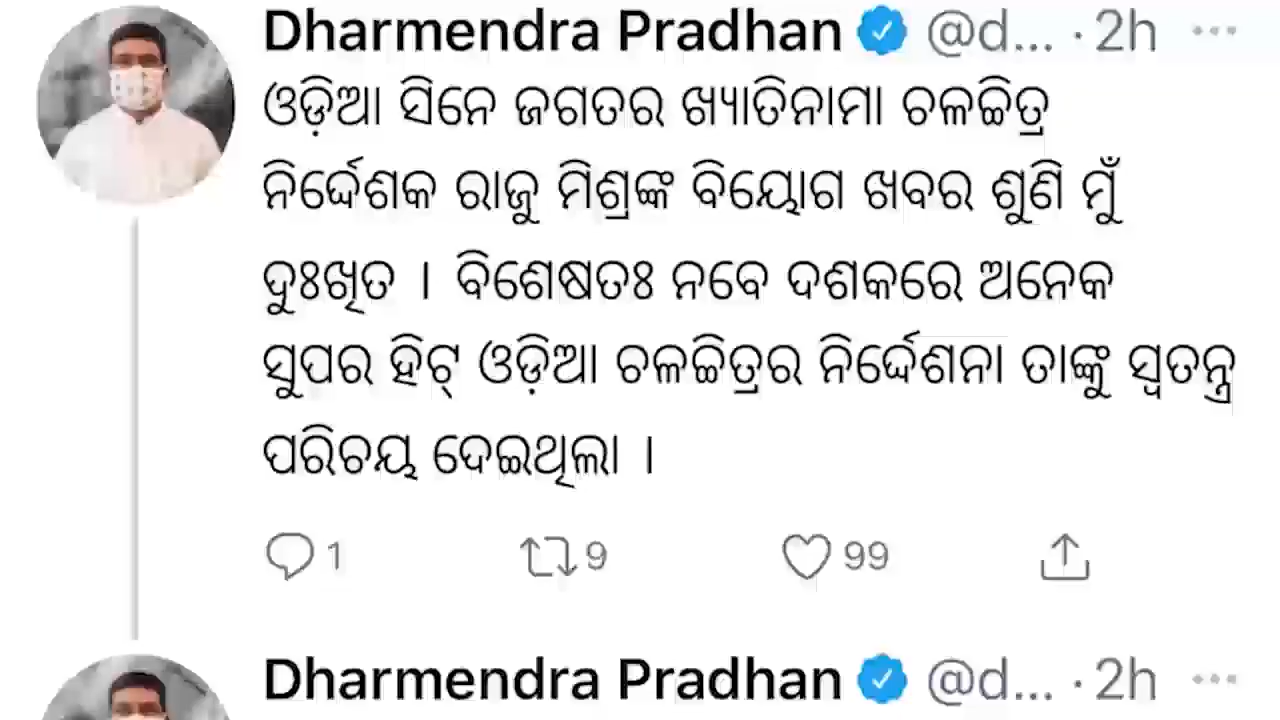 Dharmendra Pradhan @d... · 2h
ଓଡ଼ିଆ ସିନେ ଜଗତର ଖ୍ୟାତିନାମା ଚଳଚ୍ଚିତ୍ର
ନିର୍ଦ୍ଦେଶକ ରାଜୁ ମିଶ୍ରଙ୍କ ବିୟୋଗ ଖବର ଶୁଣି ମୁଁ
ଦୁଃଖିତ । ବିଶେଷତଃ ନବେ ଦଶକରେ ଅନେକ
ସୁପର ହିଟ୍ ଓଡ଼ିଆ ଚଳଚ୍ଚିତ୍ରର ନିର୍ଦ୍ଦେଶନା ତାଙ୍କୁ ସ୍ୱତନ୍ତ୍ର
ପରିଚୟ ଦେଇଥିଲା ।
1 9 99
Dharmendra Pradhan @d... · 2h